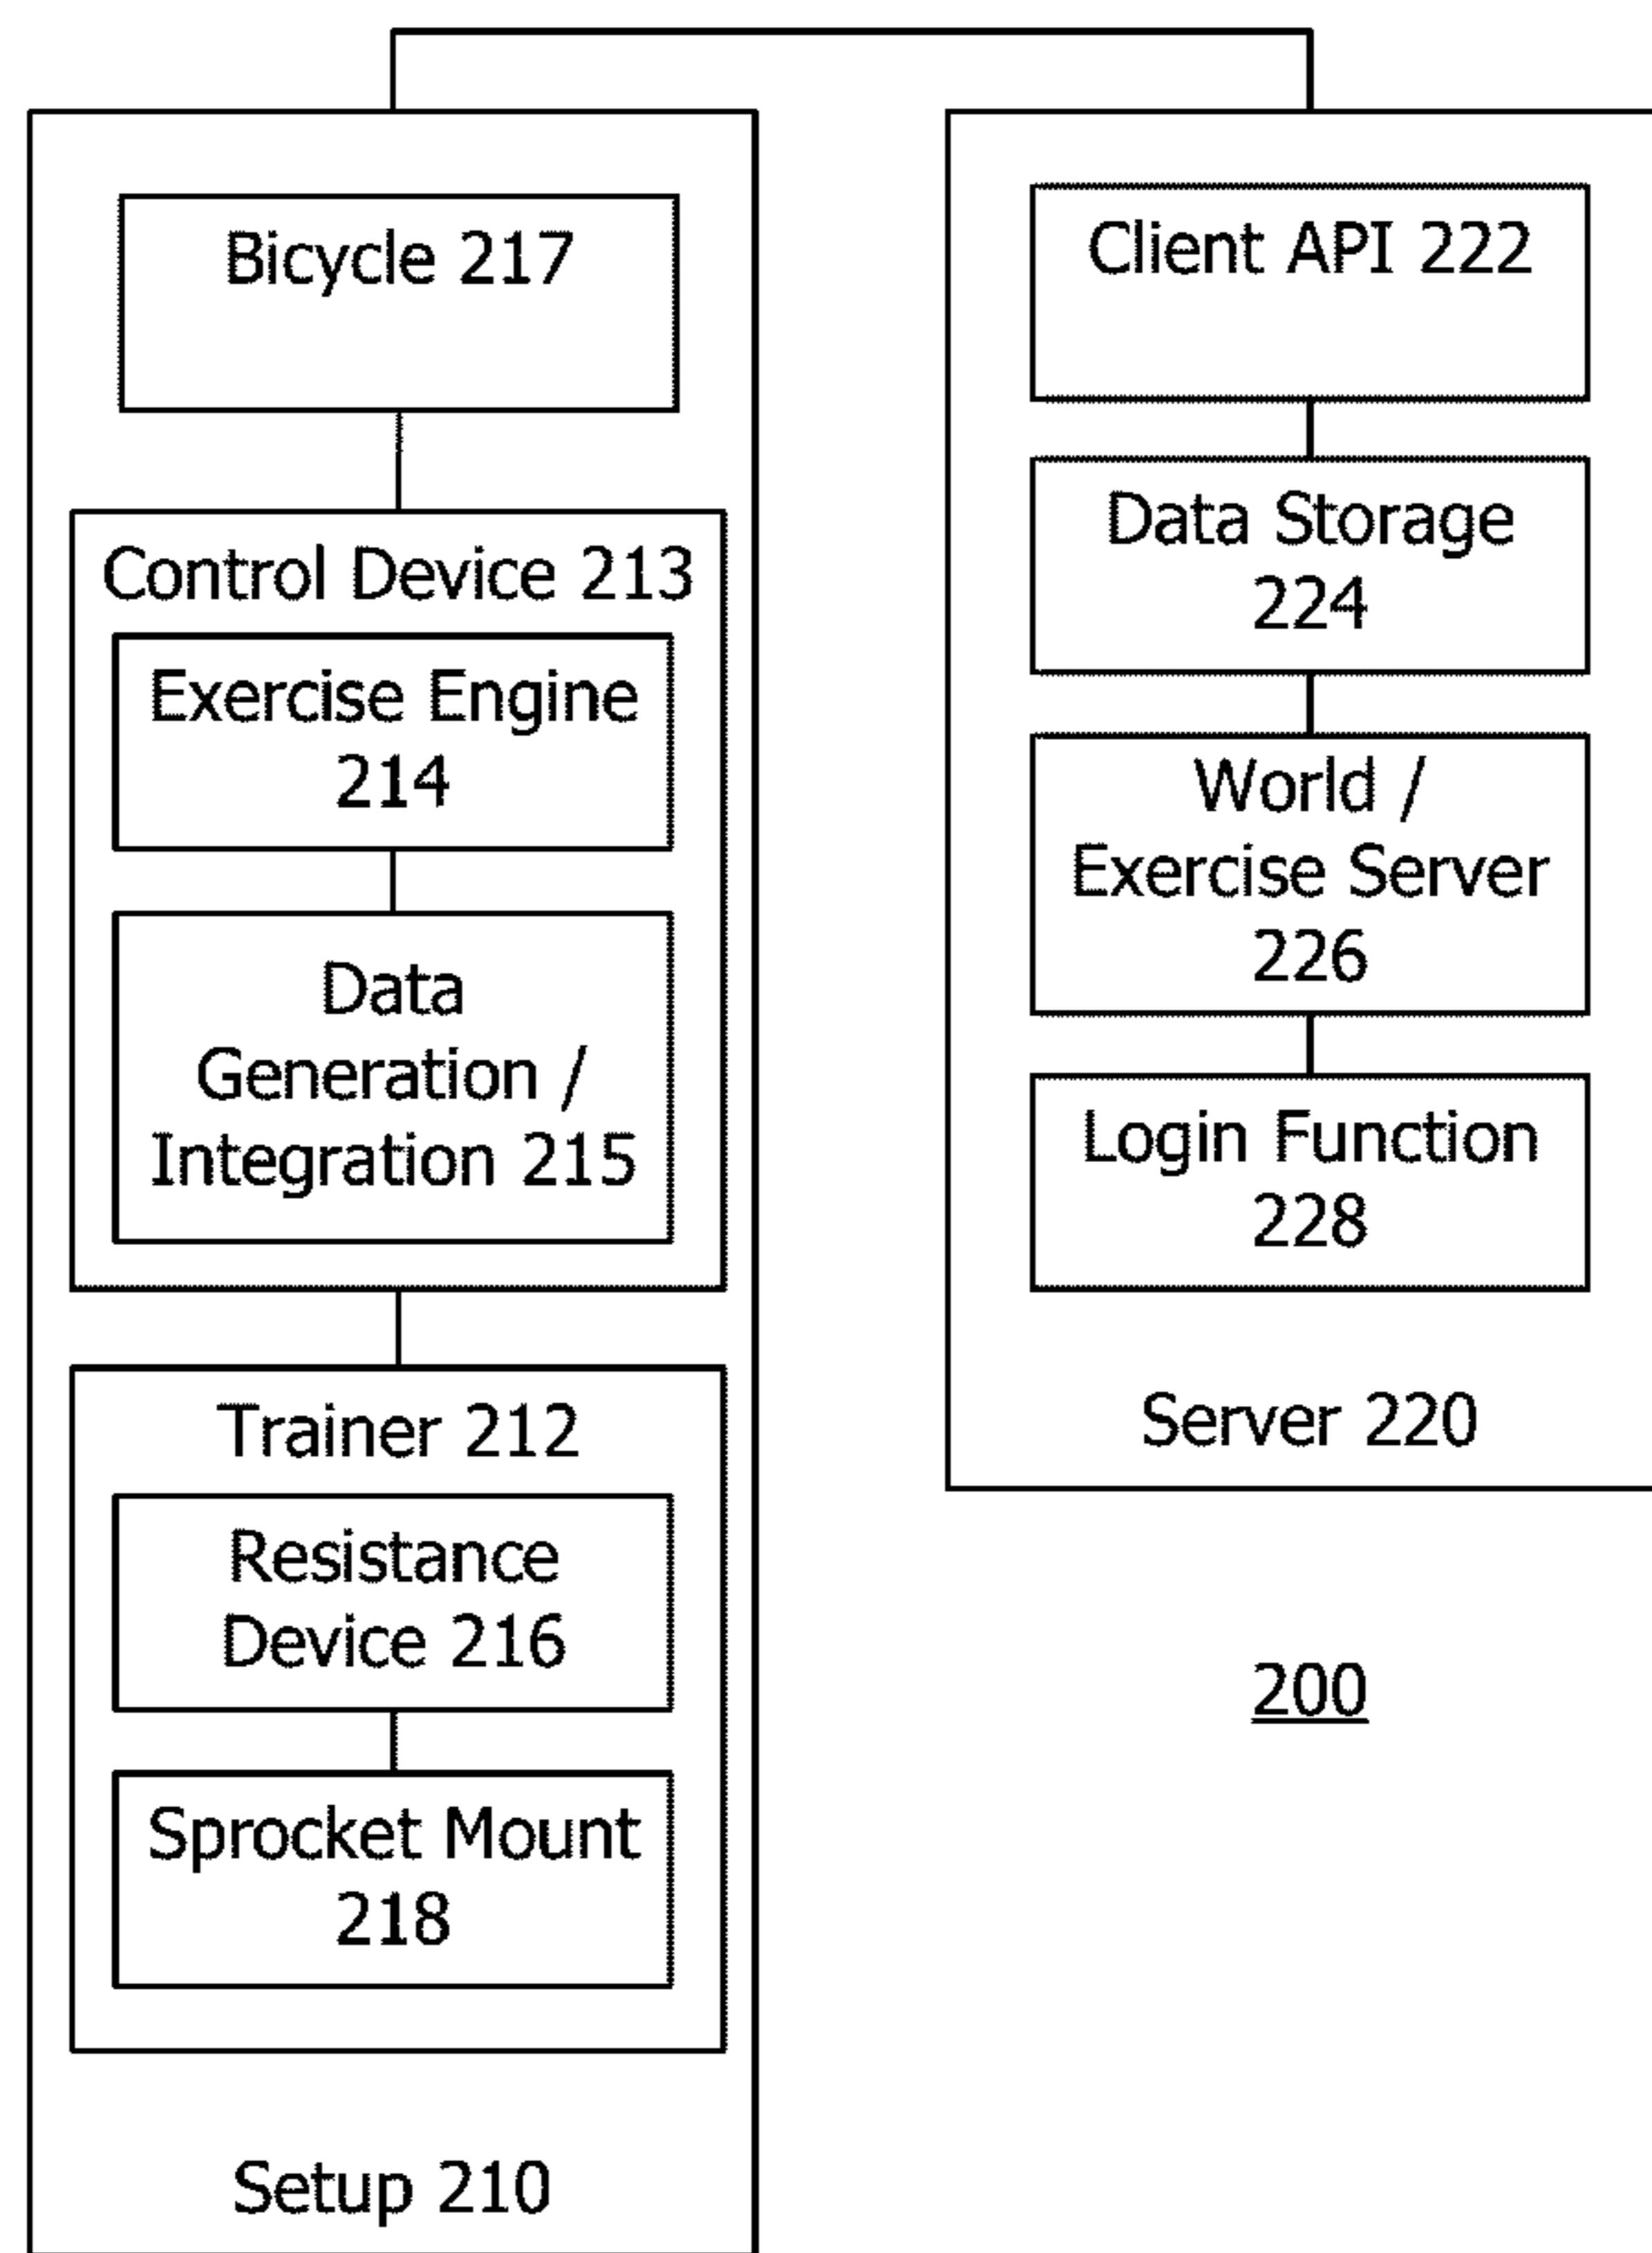 Bicycle 217
Control Device 213
Exercise Engine
214
Data
Generation /
Integration 215
Trainer 212
Resistance
Device 216
Sprocket Mount
218
Setup 210
Client API 222
Data Storage
224
World /
Exercise Server
226
Login Function
228
Server 220
200